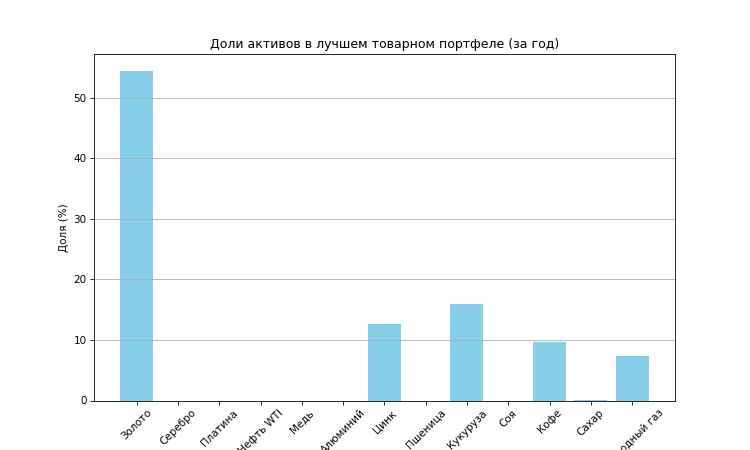 Доли активов в лучшем товарном портфеле (за год)
Доля (%)
50
40
30
20
10
0
Золото
Серебро
Платина
Нефть WTI
Медь
Алюминий
Цинк
Пшеница
Кукуруза
Соя
Кофе
Сахар
одный газ